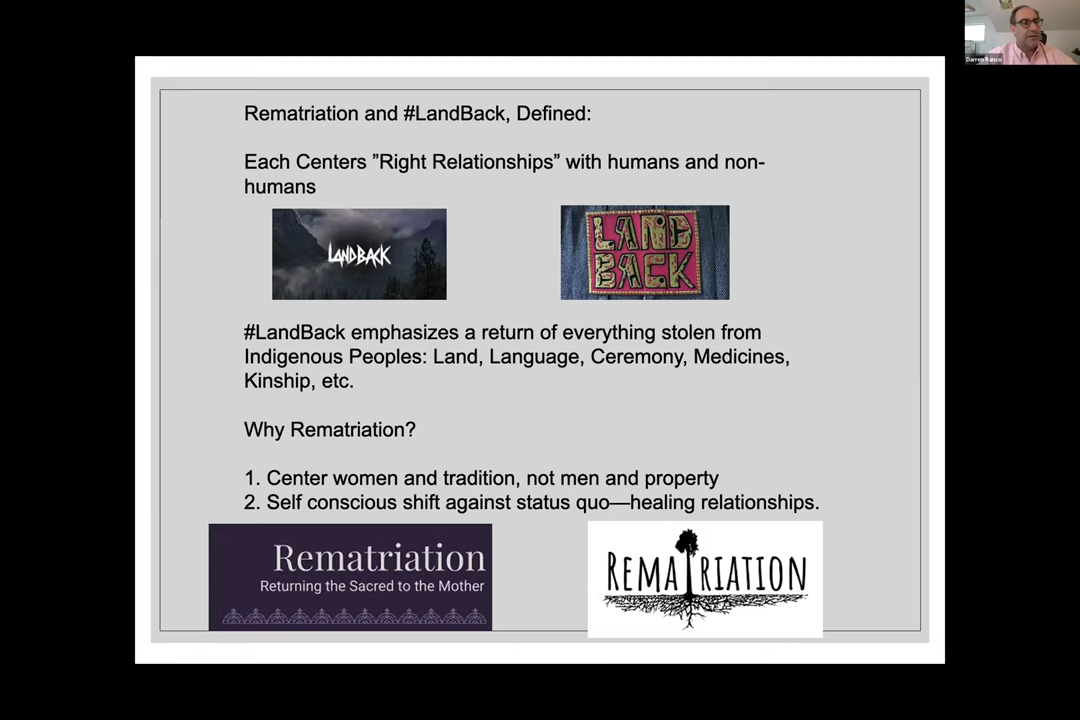 Darren Ranco
Rematriation and #LandBack, Defined:
Each Centers ”Right Relationships” with humans and non-
humans
LANDBACK
LAND
BACK
#LandBack emphasizes a return of everything stolen from
Indigenous Peoples: Land, Language, Ceremony, Medicines,
Kinship, etc.
Why Rematriation?
1. Center women and tradition, not men and property
2. Self conscious shift against status quo—healing relationships.
Rematriation
Returning the Sacred to the Mother
REMATRIATION